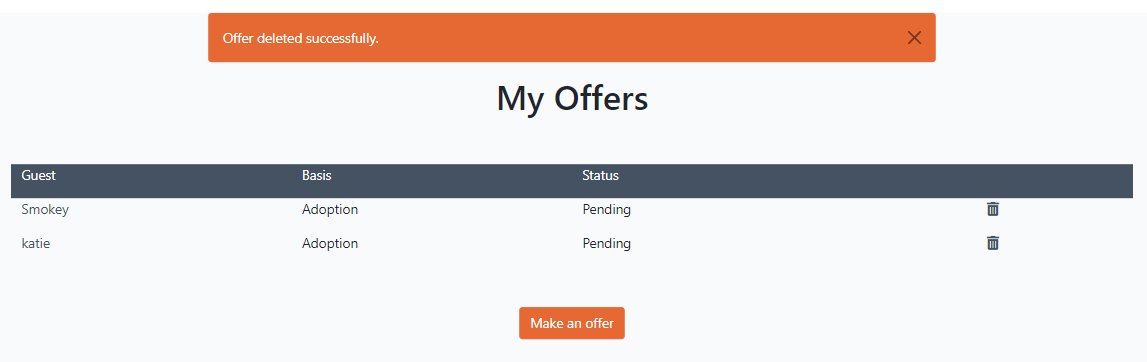 Offer deleted successfully.
My Offers
Guest Basis Status
Smokey Adoption Pending
katie Adoption Pending
Make an offer